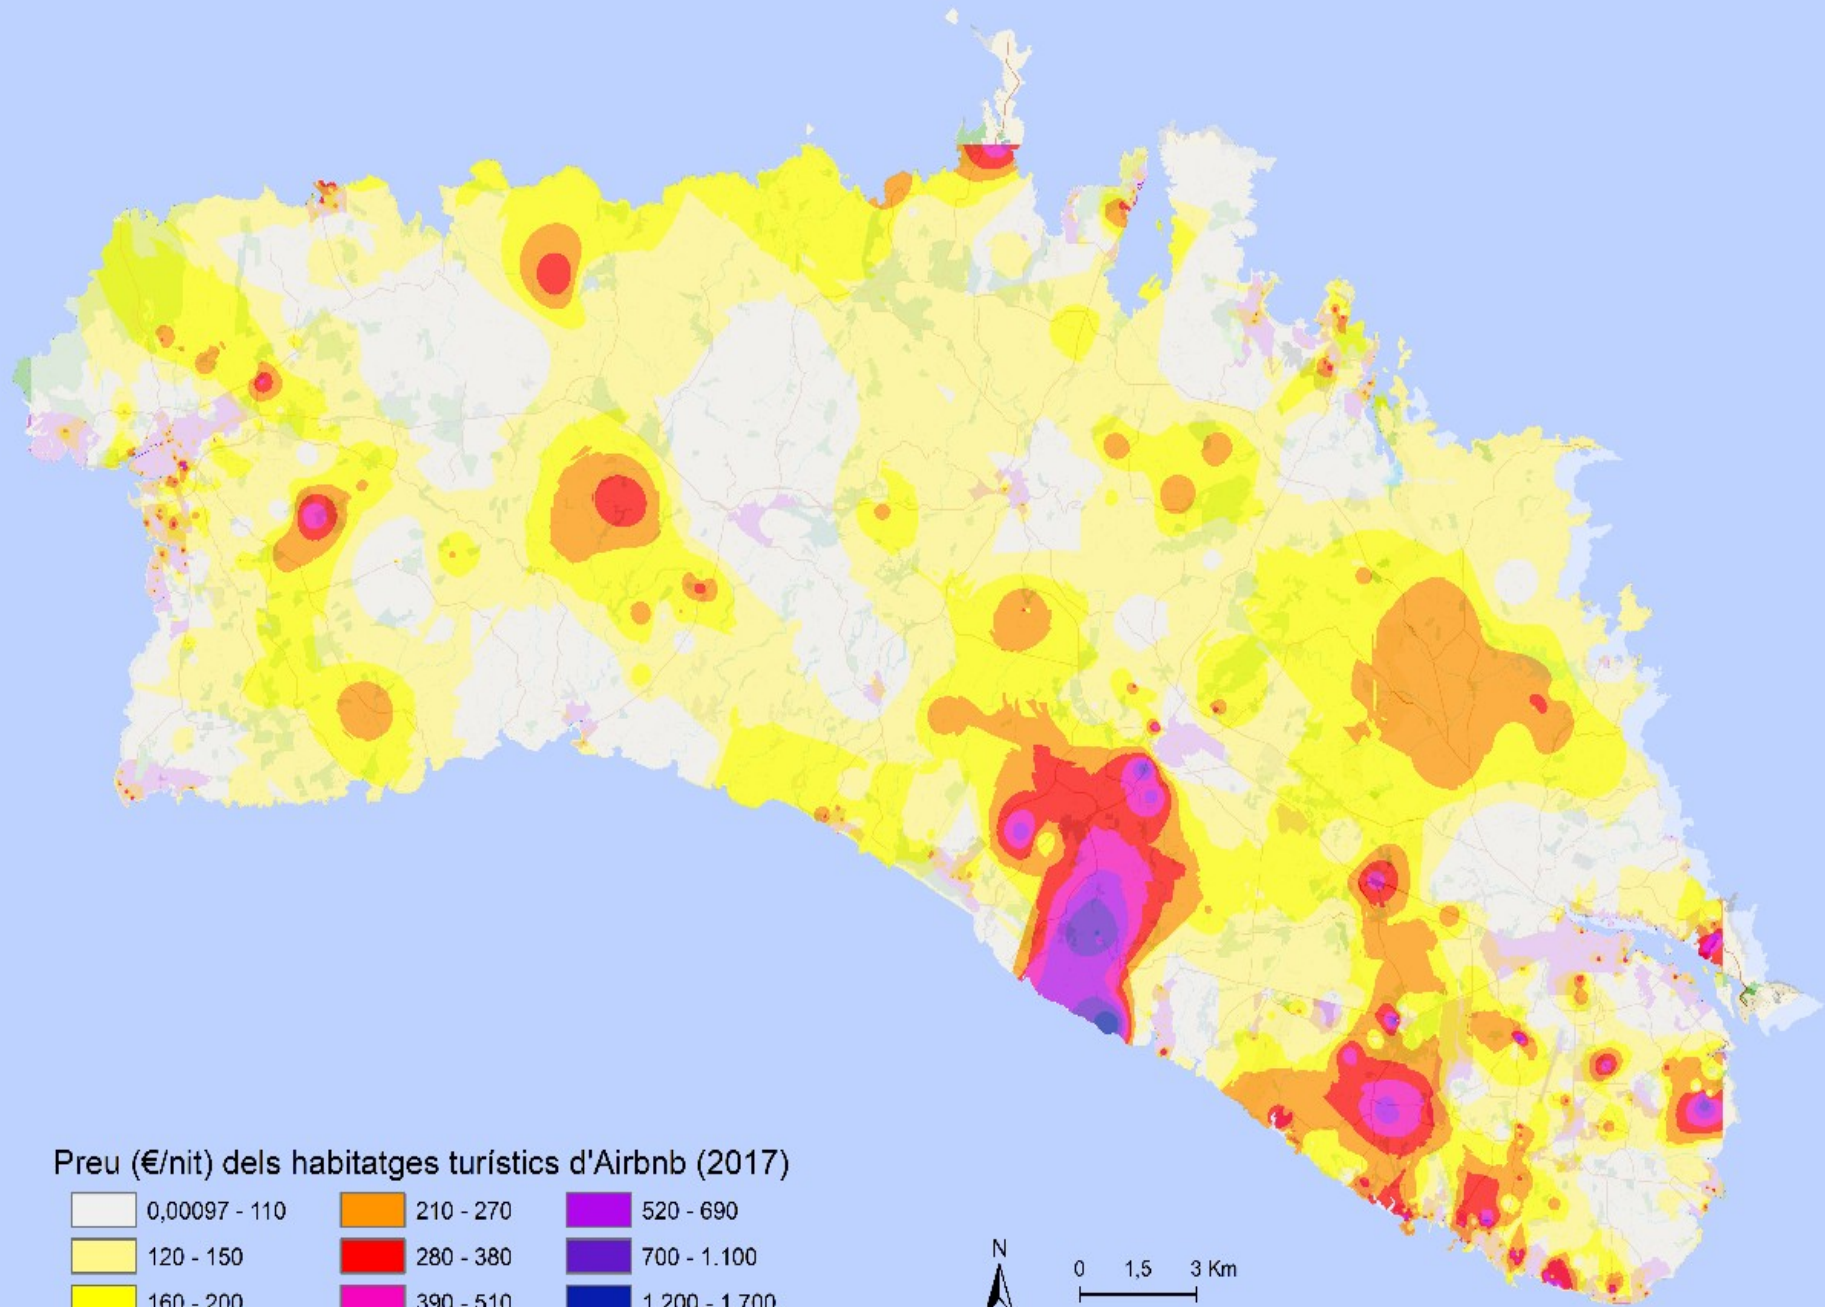 Preu (€/nit) dels habitatges turístics d'Airbnb (2017)
0,00097 - 110
210 - 270
520 - 690
120 - 150
280 - 380
700 - 1.100
160 - 200
390 - 510
1.200 - 1.700
N
0 1,5 3 Km